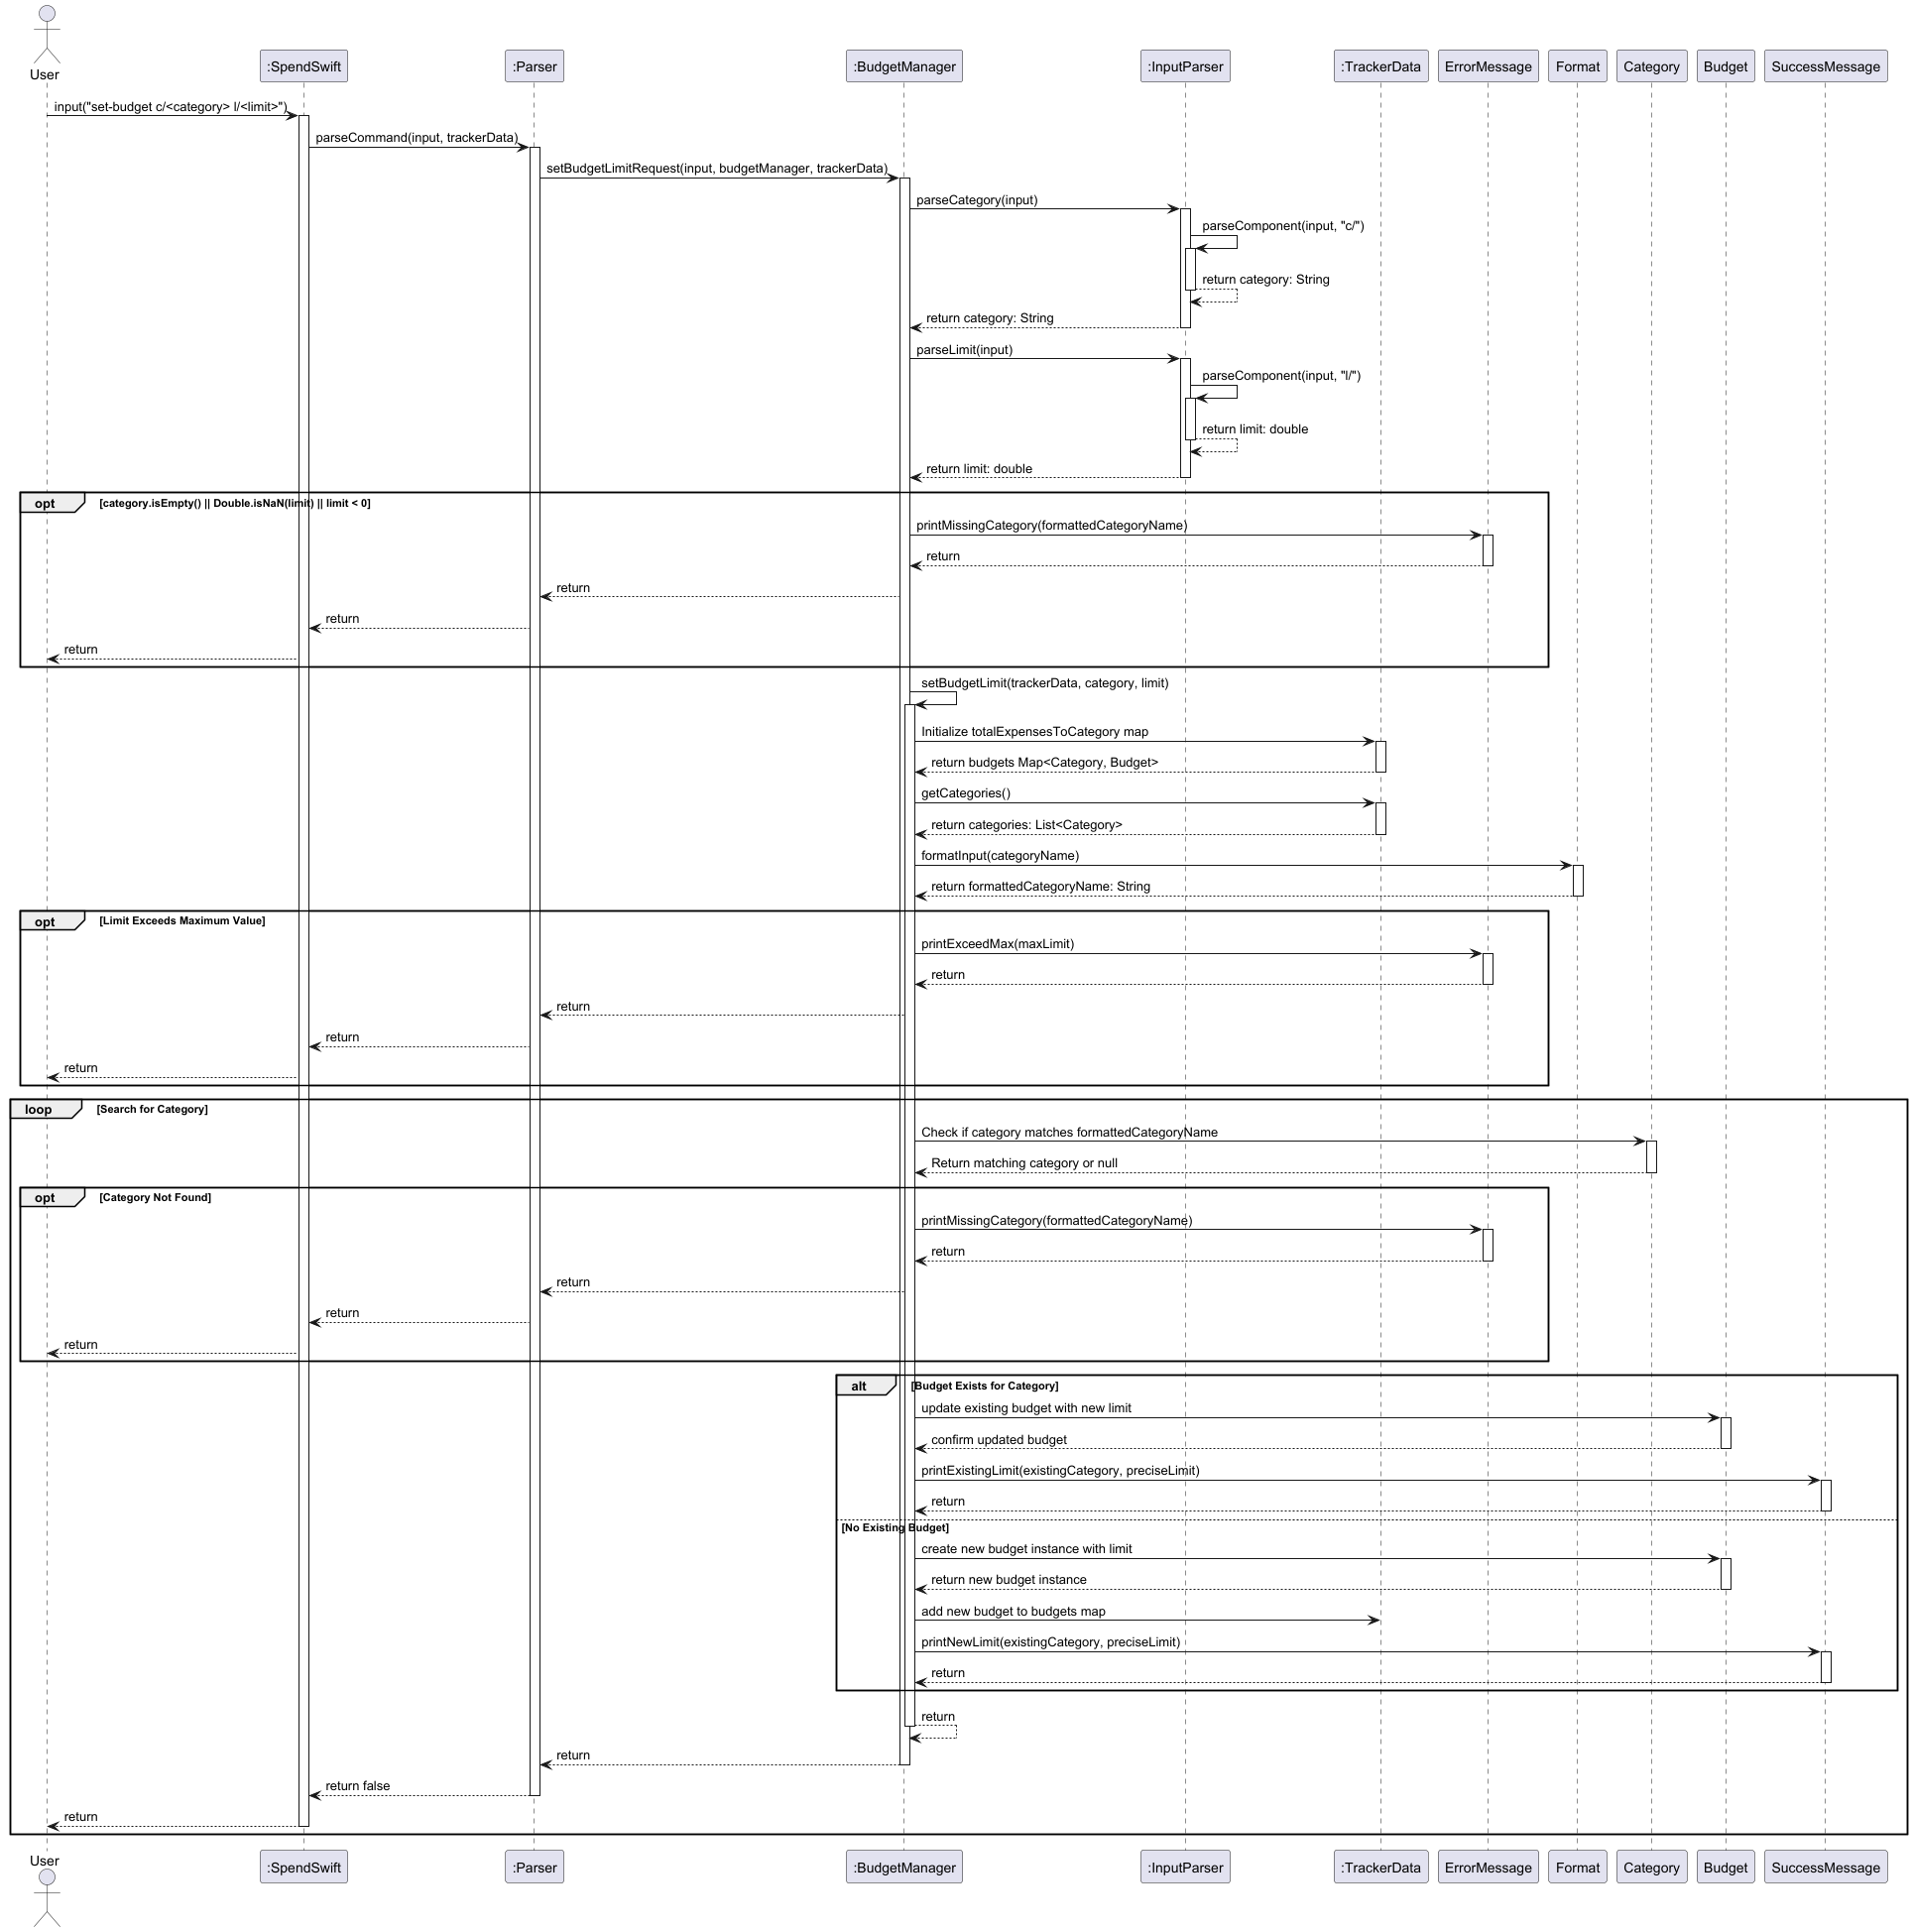 User
:SpendSwift
:Parser
:BudgetManager
:InputParser
:TrackerData
ErrorMessage
Format
Category
Budget
SuccessMessage
input("set-budget c/<category> l/<limit>")
parseCommand(input, trackerData)
setBudgetLimitRequest(input, budgetManager, trackerData)
parseCategory(input)
parseComponent(input, "c/")
return category: String
return category: String
parseLimit(input)
parseComponent(input, "l/")
return limit: double
return limit: double
opt
[category.isEmpty() || Double.isNaN(limit) || limit < 0]
printMissingCategory(formattedCategoryName)
return
return
return
return
setBudgetLimit(trackerData, category, limit)
Initialize totalExpensesToCategory map
return budgets Map<Category, Budget>
getCategories()
return categories: List<Category>
formatInput(categoryName)
return formattedCategoryName: String
opt
[Limit Exceeds Maximum Value]
printExceedMax(maxLimit)
return
return
return
return
loop
[Search for Category]
Check if category matches formattedCategoryName
Return matching category or null
opt
[Category Not Found]
printMissingCategory(formattedCategoryName)
return
return
return
return
alt
[Budget Exists for Category]
update existing budget with new limit
confirm updated budget
printExistingLimit(existingCategory, preciseLimit)
return
[No Existing Budget]
create new budget instance with limit
return new budget instance
add new budget to budgets map
printNewLimit(existingCategory, preciseLimit)
return
return
return
return false
return
User
:SpendSwift
:Parser
:BudgetManager
:InputParser
:TrackerData
ErrorMessage
Format
Category
Budget
SuccessMessage